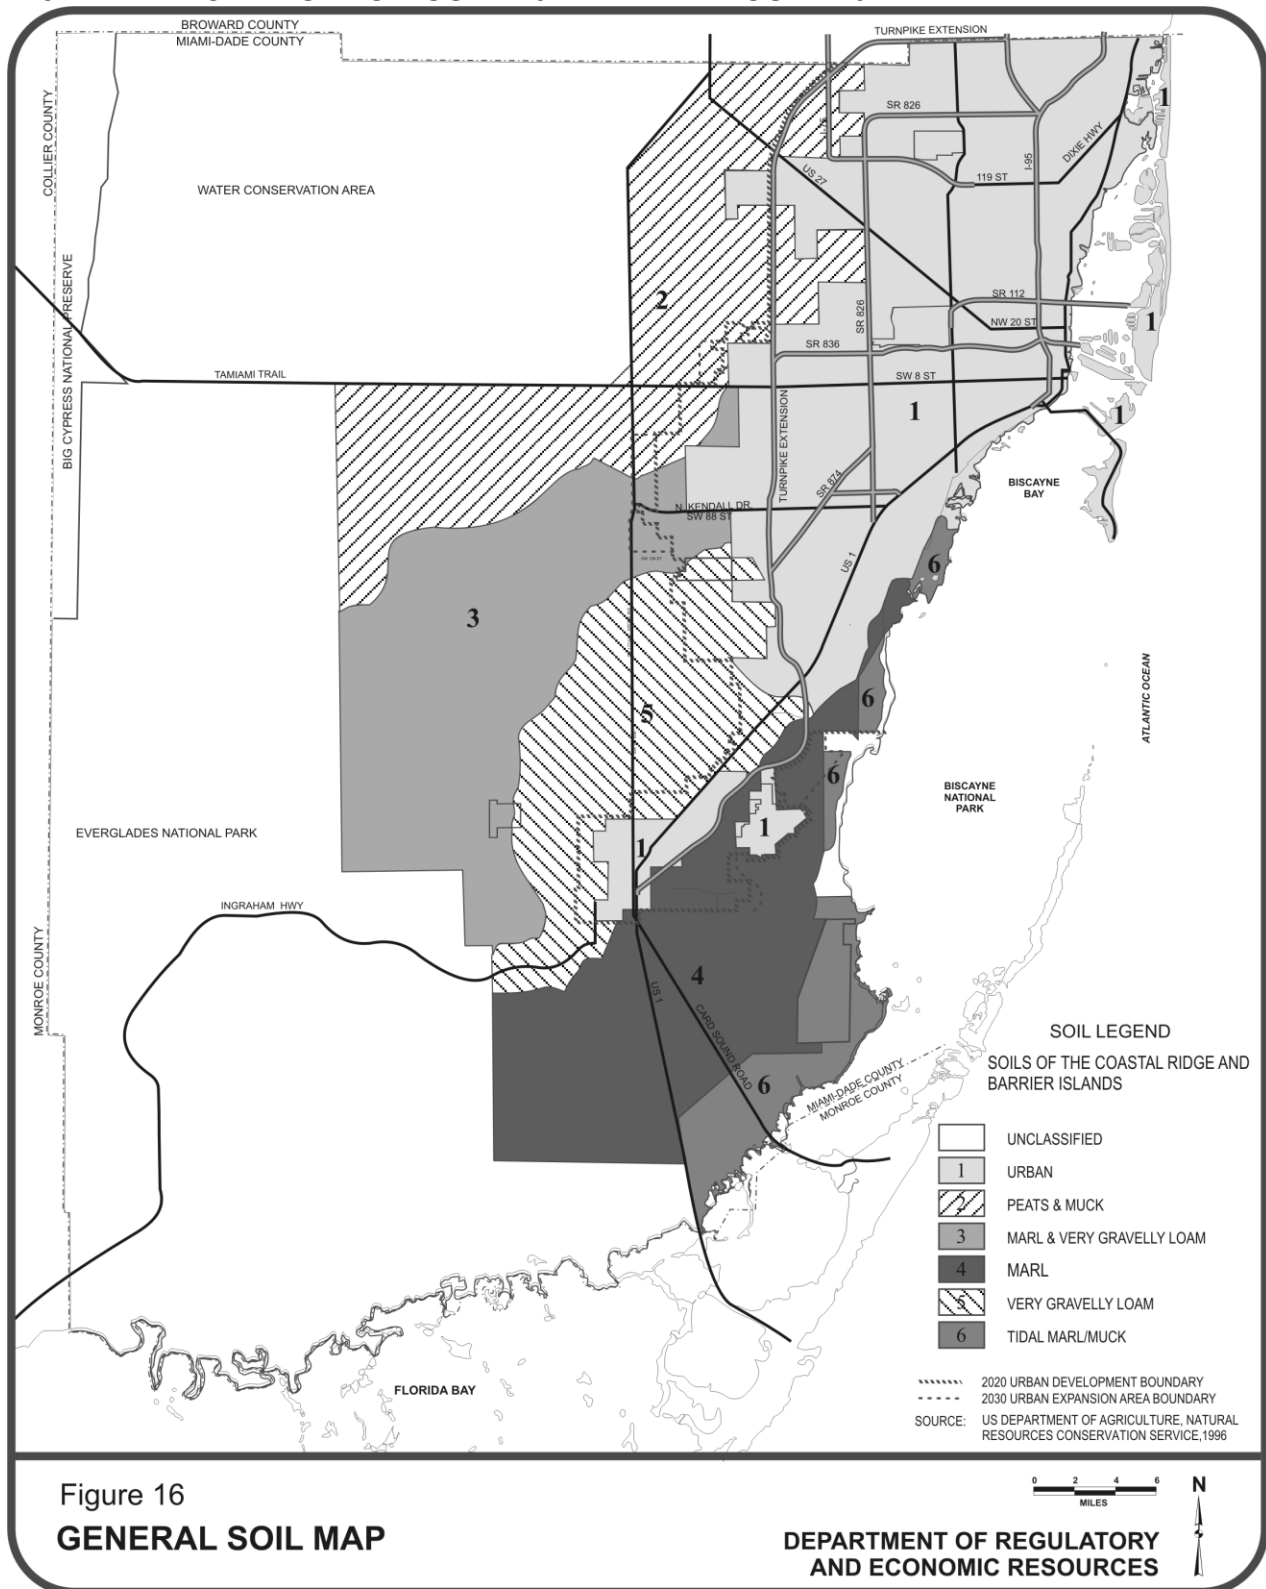 BROWARD COUNTY
MIAMI-DADE COUNTY
TURNPIKE EXTENSION
COLLIER COUNTY
WATER CONSERVATION AREA
I-75
SR 826
I-95
DIXIE HWY
1
119 ST
US 27
BIG CYPRESS NATIONAL PRESERVE
2
SR 826
SR 112
NW 20 ST
1
SR 836
TAMIAMI TRAIL
SW 8 ST
1
1
TURNPIKE EXTENSION
SR 874
BISCAYNE
BAY
N. KENDALL DR.
SW 88 ST
US 1
6
3
6
ATLANTIC OCEAN
5
6
BISCAYNE
NATIONAL
PARK
EVERGLADES NATIONAL PARK
1
1
INGRAHAM HWY
MONROE COUNTY
4
US 1
CARD SOUND ROAD
6
MIAMI-DADE COUNTY
MONROE COUNTY
FLORIDA BAY
SOIL LEGEND
SOILS OF THE COASTAL RIDGE AND
BARRIER ISLANDS
UNCLASSIFIED
1 URBAN
2 PEATS & MUCK
3 MARL & VERY GRAVELLY LOAM
4 MARL
5 VERY GRAVELLY LOAM
6 TIDAL MARL/MUCK
2020 URBAN DEVELOPMENT BOUNDARY
2030 URBAN EXPANSION AREA BOUNDARY
SOURCE: US DEPARTMENT OF AGRICULTURE, NATURAL
RESOURCES CONSERVATION SERVICE,1996
Figure 16
GENERAL SOIL MAP
0 2 4 6
MILES
N
DEPARTMENT OF REGULATORY
AND ECONOMIC RESOURCES